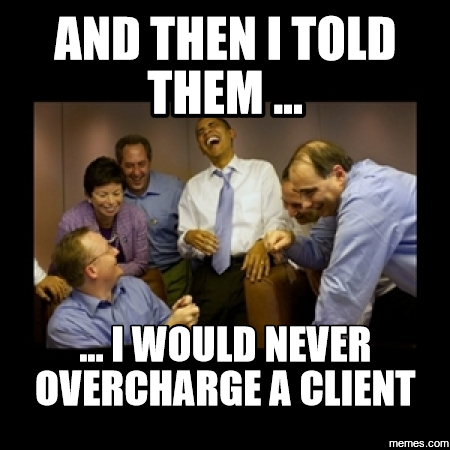 AND THEN I TOLD
THEM ...
... I WOULD NEVER
OVERCHARGE A CLIENT
memes.com